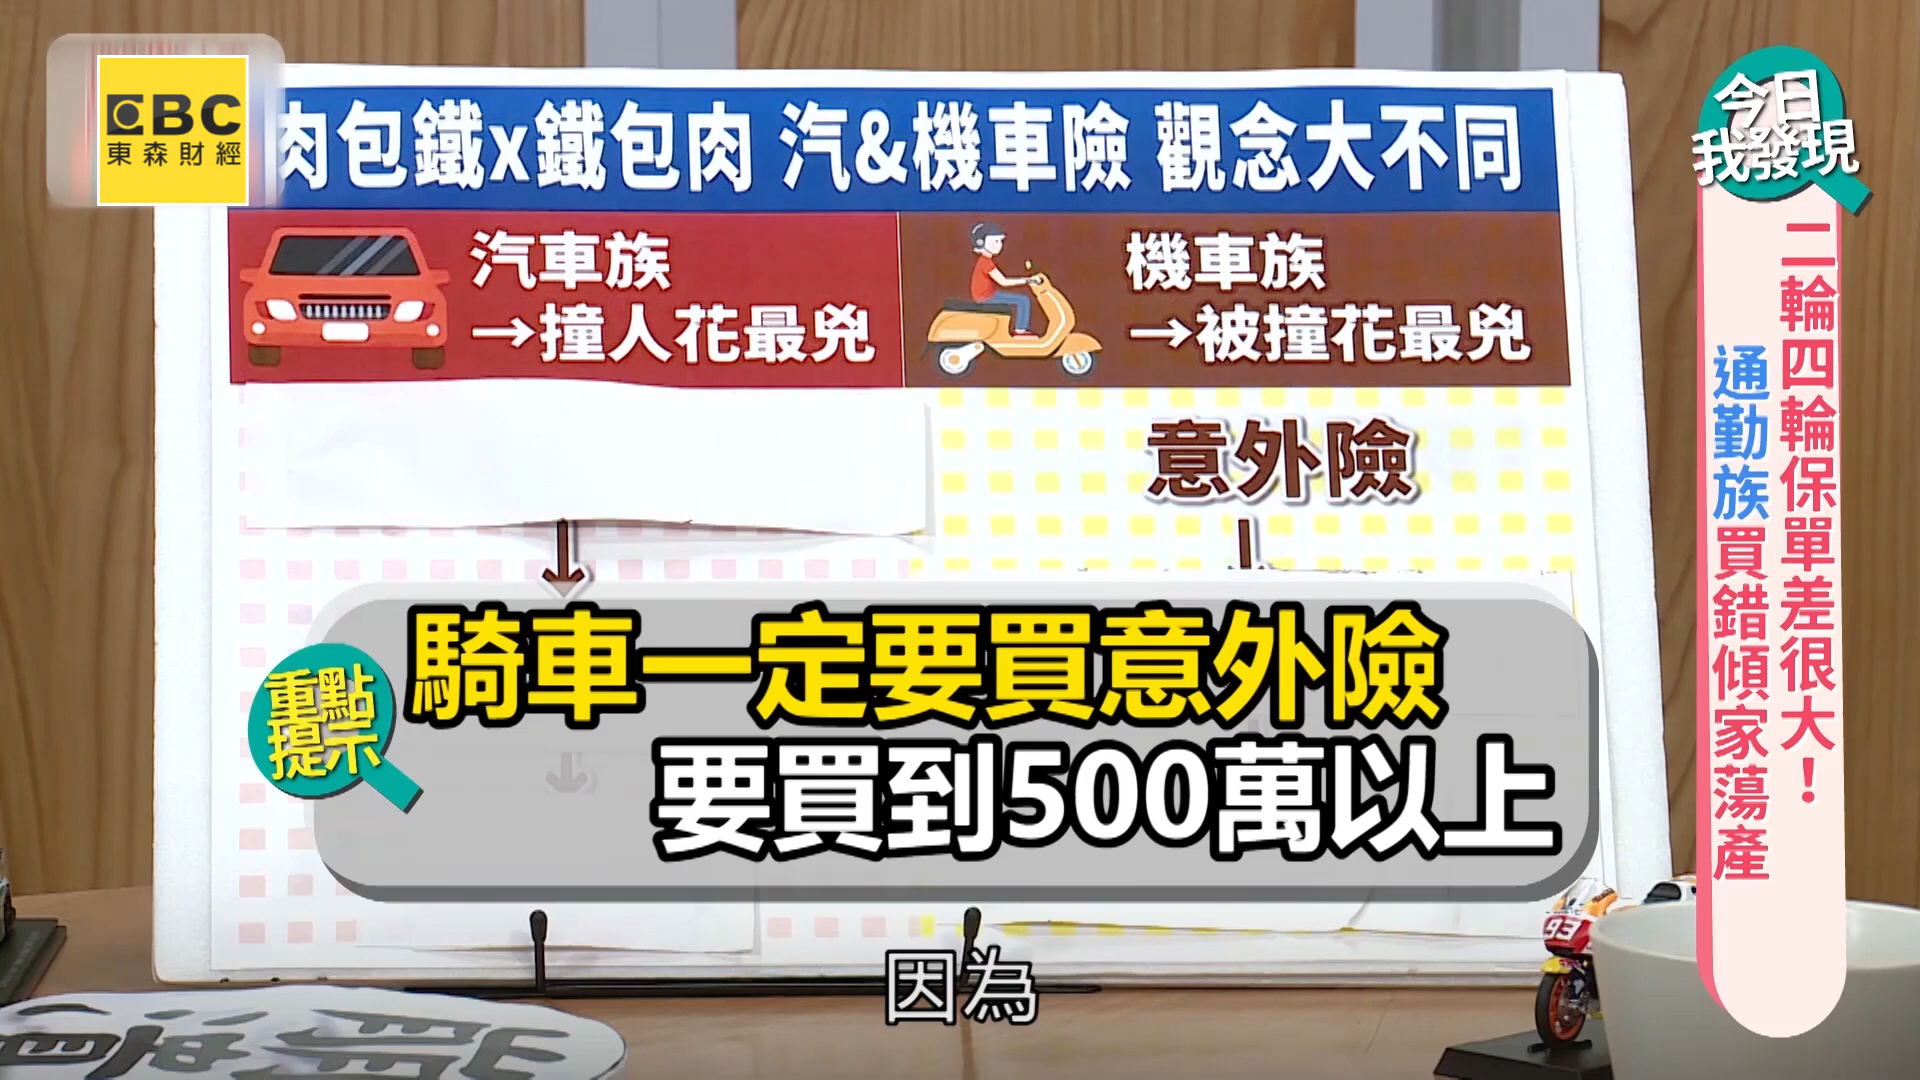 EBC
東森財經
肉包鐵x鐵包肉 汽&機車險 觀念大不同
汽車族
→撞人花最兇
機車族
→被撞花最兇
意外險
今日
我發現
二輪四輪保單差很大！
通勤族買錯傾家蕩產
重點
提示
騎車一定要買意外險
要買到500萬以上
93
因為